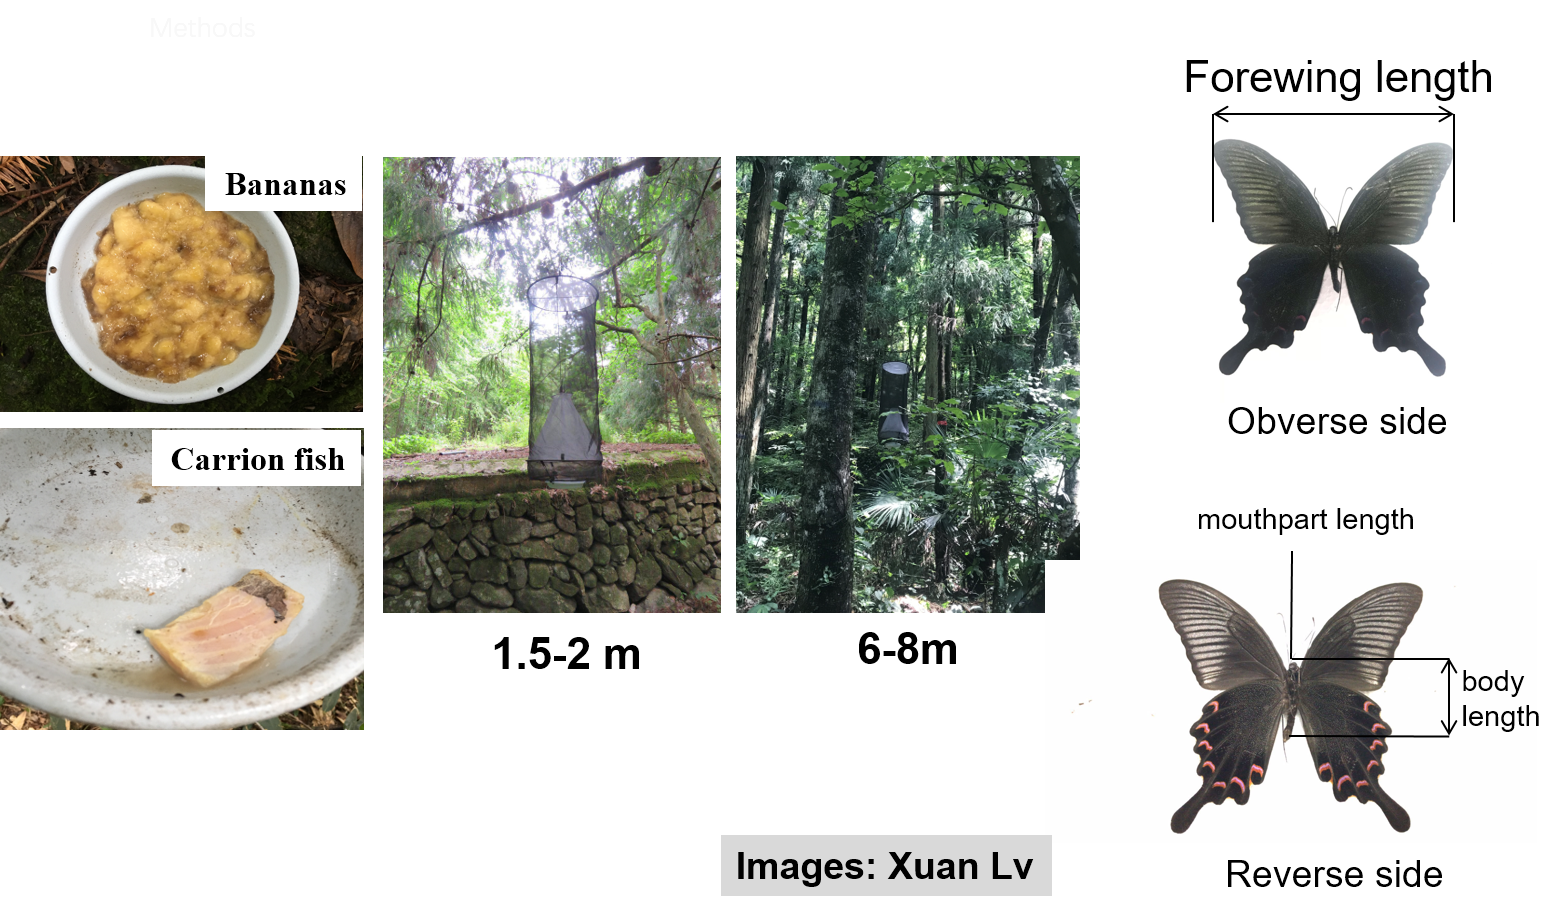 Methods
Forewing length
Bananas
Carrion fish
1.5-2 m
6-8m
Obverse side
mouthpart length
body
length
Images: Xuan Lv
Reverse side